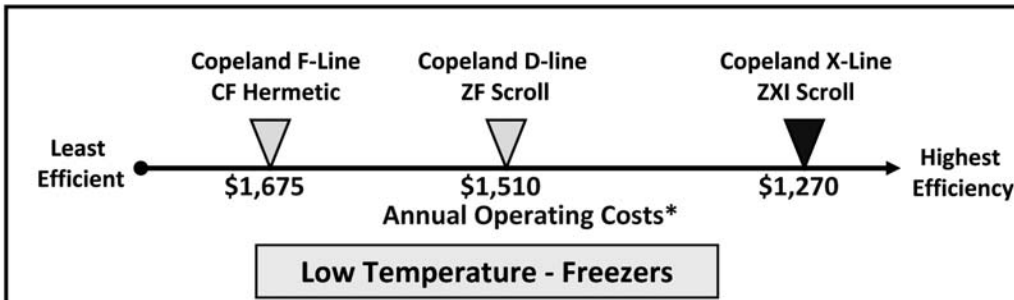 Copeland F-Line
CF Hermetic
Copeland D-line
ZF Scroll
Copeland X-Line
ZXI Scroll
Least
Efficient
Highest
Efficiency
$1,675
$1,510
$1,270
Annual Operating Costs*
Low Temperature - Freezers